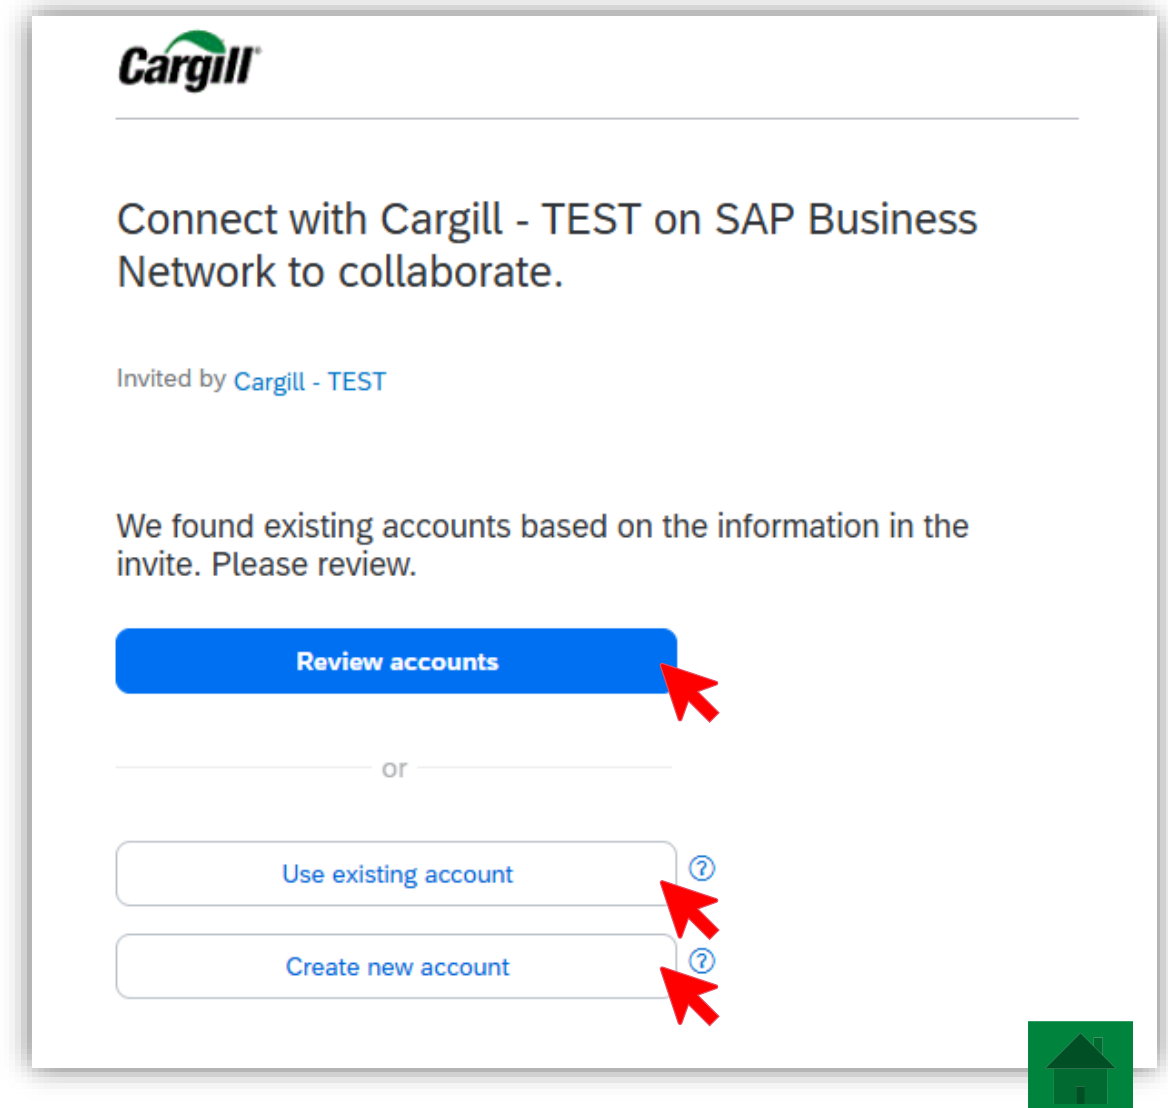 Cargill®
Connect with Cargill - TEST on SAP Business
Network to collaborate.
Invited by Cargill - TEST
We found existing accounts based on the information in the
invite. Please review.
Review accounts
or
Use existing account ?
Create new account ?